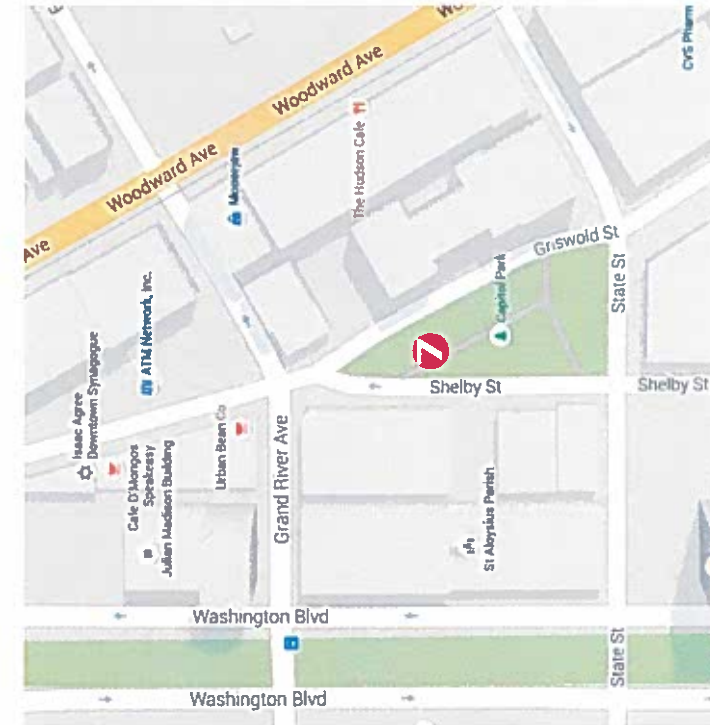 Woodward Ave
Woodward Ave
Ave
CVS Pharm
The Hudson Cafe
Griswold St
State St
Capitol Park
7
Shelby St
Shelby St
ATM Network, Inc.
Isaac Agree
Downtown Synagogue
Urban Bean Co
Cafe D'Mongos
Speakeasy
Julian Madison Building
Grand River Ave
St Aloysius Parish
Washington Blvd
State St
Washington Blvd